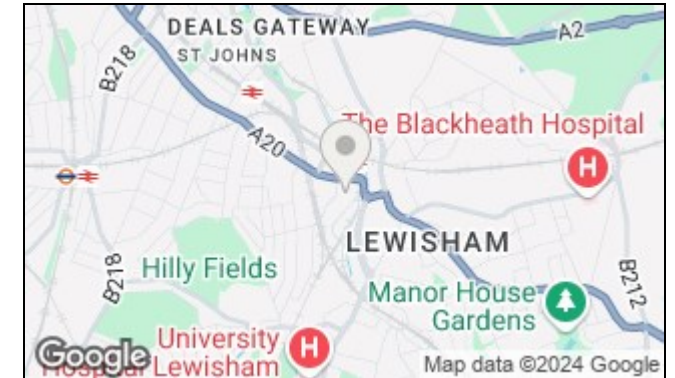 DEALS GATEWAY
A2
ST JOHNS
B218
The Blackheath Hospital
H
A20
LEWISHAM
Hilly Fields
B218
B212
Manor House
Gardens
University
Hospital Lewisham
H
Google
Map data ©2024 Google